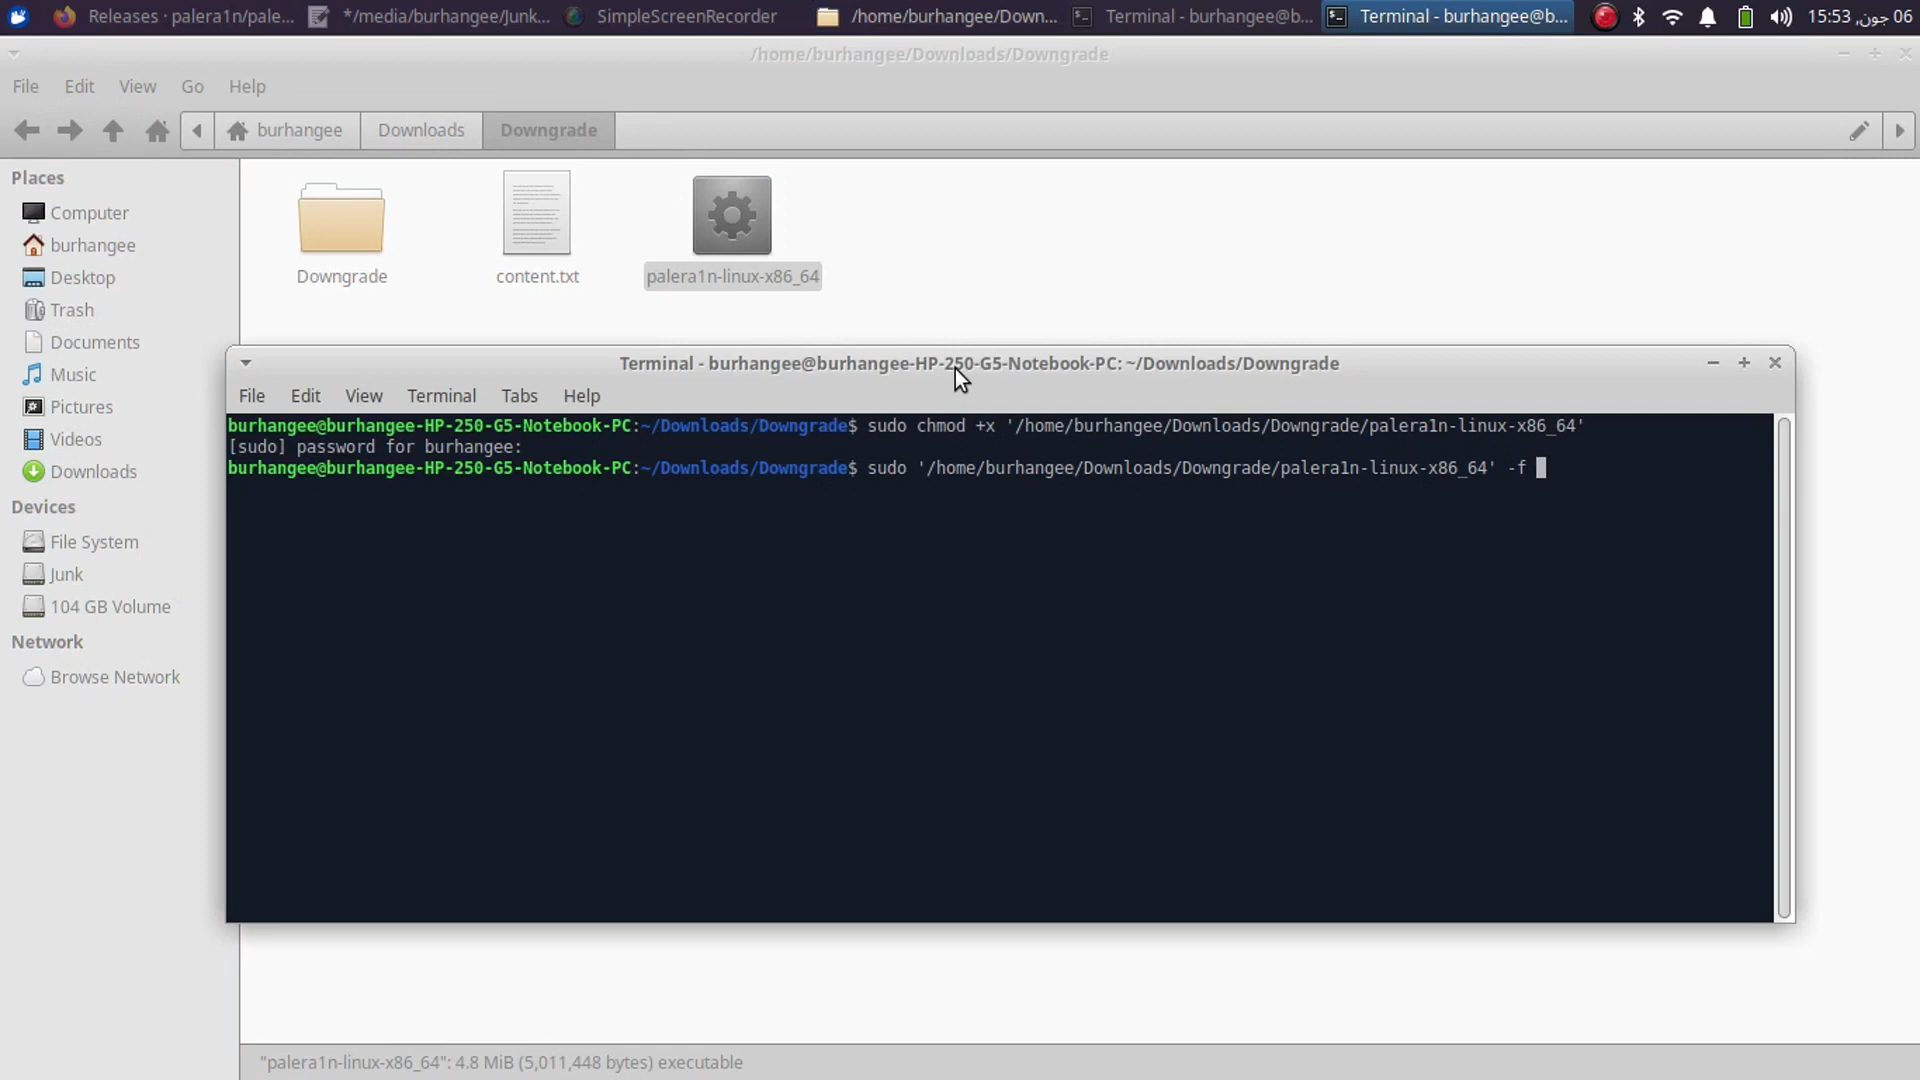 Releases · palera1n/pale...
*/media/burhangee/Junk...
SimpleScreenRecorder
/home/burhangee/Down...
Terminal - burhangee@b...
Terminal - burhangee@b...
15:53 ,جون 06
/home/burhangee/Downloads/Downgrade
File Edit View Go Help
burhangee Downloads Downgrade
Places
Computer
burhangee
Desktop
Trash
Documents
Music
Pictures
Videos
Downloads
Devices
File System
Junk
104 GB Volume
Network
Browse Network
Downgrade
content.txt
palera1n-linux-x86_64
Terminal - burhangee@burhangee-HP-250-G5-Notebook-PC: ~/Downloads/Downgrade
File Edit View Terminal Tabs Help
burhangee@burhangee-HP-250-G5-Notebook-PC:~/Downloads/Downgrade$ sudo chmod +x '/home/burhangee/Downloads/Downgrade/palera1n-linux-x86_64'
[sudo] password for burhangee:
burhangee@burhangee-HP-250-G5-Notebook-PC:~/Downloads/Downgrade$ sudo '/home/burhangee/Downloads/Downgrade/palera1n-linux-x86_64' -f
"palera1n-linux-x86_64": 4.8 MiB (5,011,448 bytes) executable